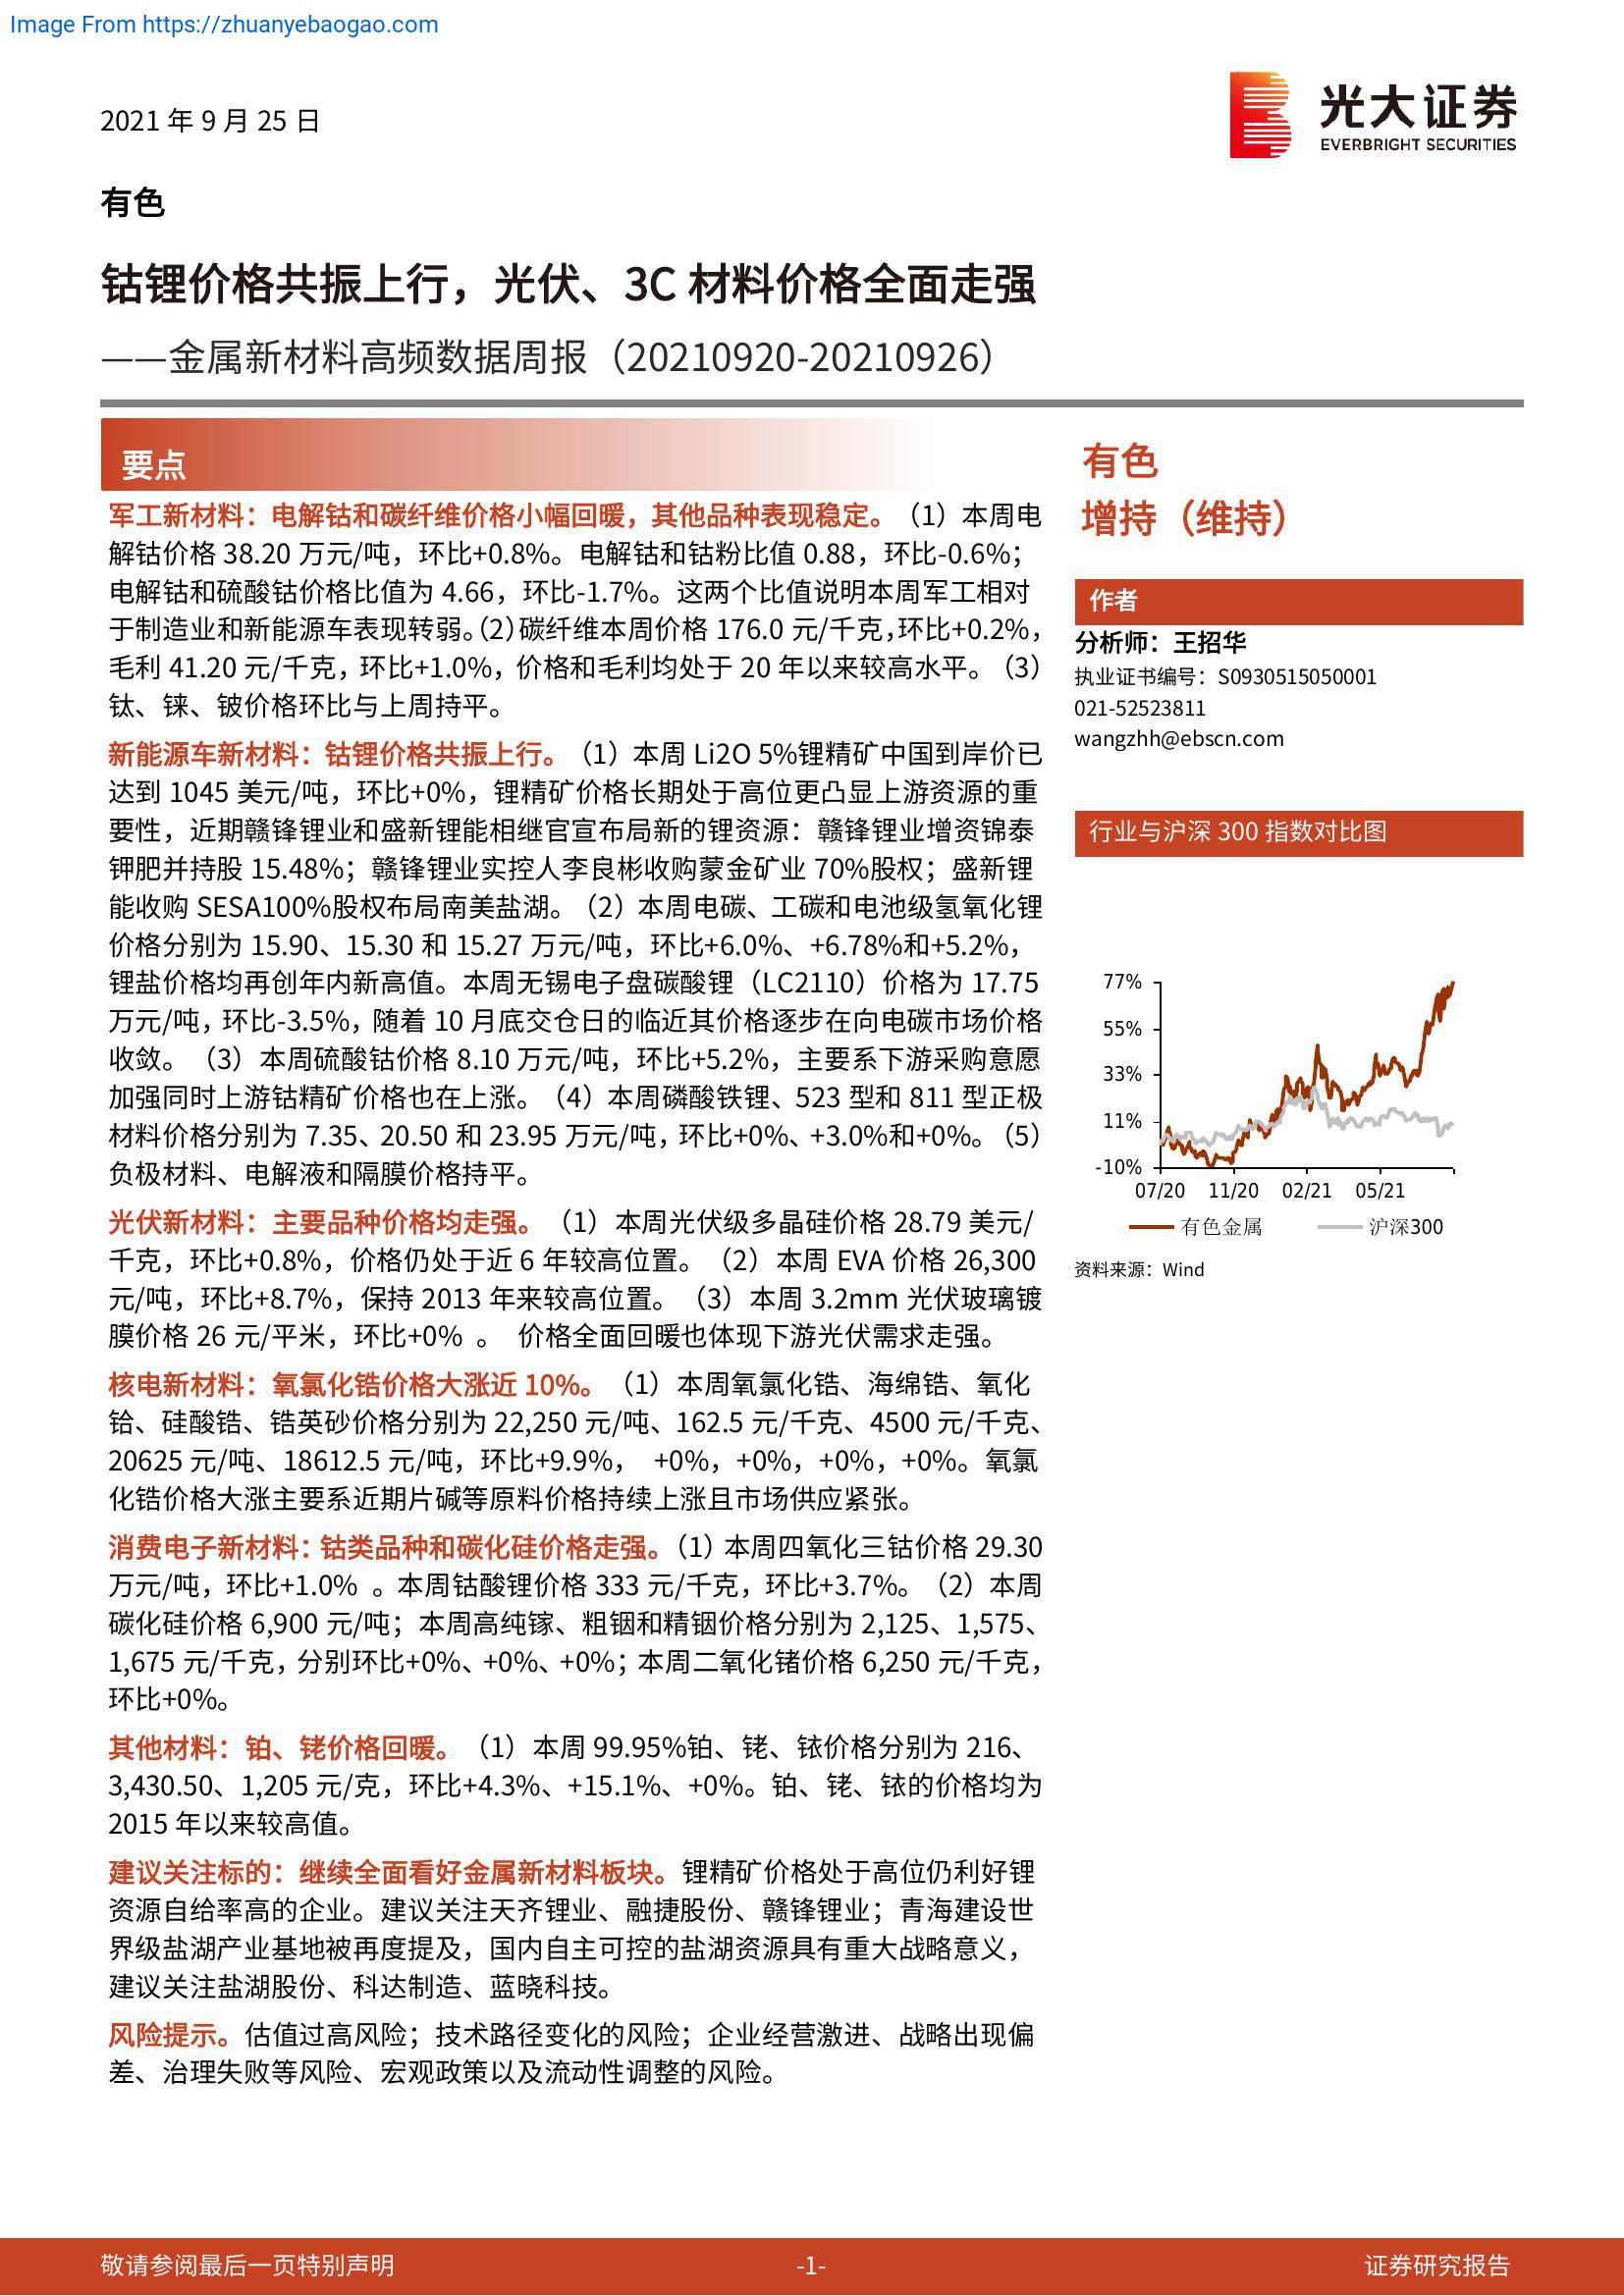 Image From https://zhuanyebaogao.com
2021 年 9 月 25 日
光大证券
EVERBRIGHT SECURITIES
有色
钴锂价格共振上行，光伏、3C 材料价格全面走强
——金属新材料高频数据周报（20210920-20210926）
要点
军工新材料：电解钴和碳纤维价格小幅回暖，其他品种表现稳定。（1）本周电
解钴价格 38.20 万元/吨，环比+0.8%。电解钴和钴粉比值 0.88，环比-0.6%；
电解钴和硫酸钴价格比值为 4.66，环比-1.7%。这两个比值说明本周军工相对
于制造业和新能源车表现转弱。（2）碳纤维本周价格 176.0 元/千克，环比+0.2%，
毛利 41.20 元/千克，环比+1.0%，价格和毛利均处于 20 年以来较高水平。（3）
钛、铼、铍价格环比与上周持平。
新能源车新材料：钴锂价格共振上行。（1）本周 Li2O 5%锂精矿中国到岸价已
达到 1045 美元/吨，环比+0%，锂精矿价格长期处于高位更凸显上游资源的重
要性，近期赣锋锂业和盛新锂能相继官宣布局新的锂资源：赣锋锂业增资锦泰
钾肥并持股 15.48%；赣锋锂业实控人李良彬收购蒙金矿业 70%股权；盛新锂
能收购 SESA100%股权布局南美盐湖。（2）本周电碳、工碳和电池级氢氧化锂
价格分别为 15.90、15.30 和 15.27 万元/吨，环比+6.0%、+6.78%和+5.2%，
锂盐价格均再创年内新高值。本周无锡电子盘碳酸锂（LC2110）价格为 17.75
万元/吨，环比-3.5%，随着 10 月底交仓日的临近其价格逐步在向电碳市场价格
收敛。（3）本周硫酸钴价格 8.10 万元/吨，环比+5.2%，主要系下游采购意愿
加强同时上游钴精矿价格也在上涨。（4）本周磷酸铁锂、523 型和 811 型正极
材料价格分别为 7.35、20.50 和 23.95 万元/吨，环比+0%、+3.0%和+0%。（5）
负极材料、电解液和隔膜价格持平。
光伏新材料：主要品种价格均走强。（1）本周光伏级多晶硅价格 28.79 美元/
千克，环比+0.8%，价格仍处于近 6 年较高位置。（2）本周 EVA 价格 26,300
元/吨，环比+8.7%，保持 2013 年来较高位置。（3）本周 3.2mm 光伏玻璃镀
膜价格 26 元/平米，环比+0% 。 价格全面回暖也体现下游光伏需求走强。
核电新材料：氧氯化锆价格大涨近 10%。（1）本周氧氯化锆、海绵锆、氧化
铪、硅酸锆、锆英砂价格分别为 22,250 元/吨、162.5 元/千克、4500 元/千克、
20625 元/吨、18612.5 元/吨，环比+9.9%， +0%，+0%，+0%，+0%。氧氯
化锆价格大涨主要系近期片碱等原料价格持续上涨且市场供应紧张。
消费电子新材料：钴类品种和碳化硅价格走强。（1）本周四氧化三钴价格 29.30
万元/吨，环比+1.0% 。本周钴酸锂价格 333 元/千克，环比+3.7%。（2）本周
碳化硅价格 6,900 元/吨；本周高纯镓、粗铟和精铟价格分别为 2,125、1,575、
1,675 元/千克，分别环比+0%、+0%、+0%；本周二氧化锗价格 6,250 元/千克，
环比+0%。
其他材料：铂、铑价格回暖。（1）本周 99.95%铂、铑、铱价格分别为 216、
3,430.50、1,205 元/克，环比+4.3%、+15.1%、+0%。铂、铑、铱的价格均为
2015 年以来较高值。
建议关注标的：继续全面看好金属新材料板块。锂精矿价格处于高位仍利好锂
资源自给率高的企业。建议关注天齐锂业、融捷股份、赣锋锂业；青海建设世
界级盐湖产业基地被再度提及，国内自主可控的盐湖资源具有重大战略意义，
建议关注盐湖股份、科达制造、蓝晓科技。
风险提示。估值过高风险；技术路径变化的风险；企业经营激进、战略出现偏
差、治理失败等风险、宏观政策以及流动性调整的风险。
有色
增持（维持）
作者
分析师：王招华
执业证书编号：S0930515050001
021-52523811
wangzhh@ebscn.com
行业与沪深 300 指数对比图
77%
55%
33%
11%
-10%
07/20 11/20 02/21 05/21
有色金属 沪深300
资料来源：Wind
敬请参阅最后一页特别声明 -1- 证券研究报告